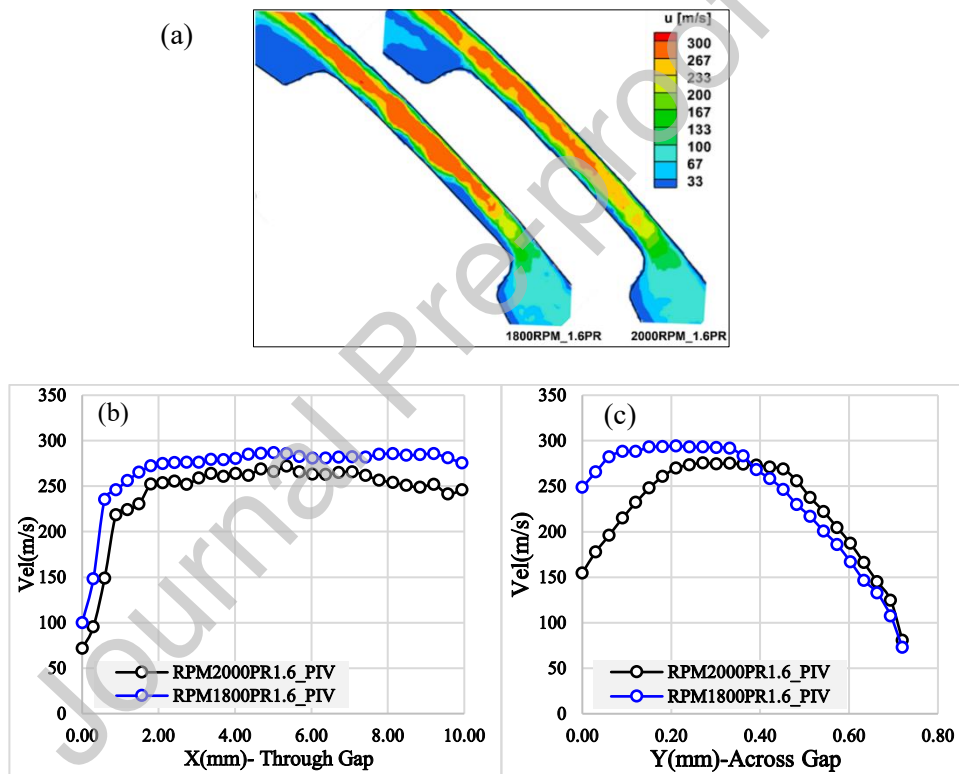 (a)
u [m/s]
300
267
233
200
167
133
100
67
33
1800RPM_1.6PR
2000RPM_1.6PR
Journal Pre-proof
(b)
350
300
250
200
150
100
50
0
Vel(m/s)
0.00 2.00 4.00 6.00 8.00 10.00
X(mm)- Through Gap
RPM2000PR1.6_PIV
RPM1800PR1.6_PIV
(c)
350
300
250
200
150
100
50
0
Vel(m/s)
0.00 0.20 0.40 0.60 0.80
Y(mm)-Across Gap
RPM2000PR1.6_PIV
RPM1800PR1.6_PIV